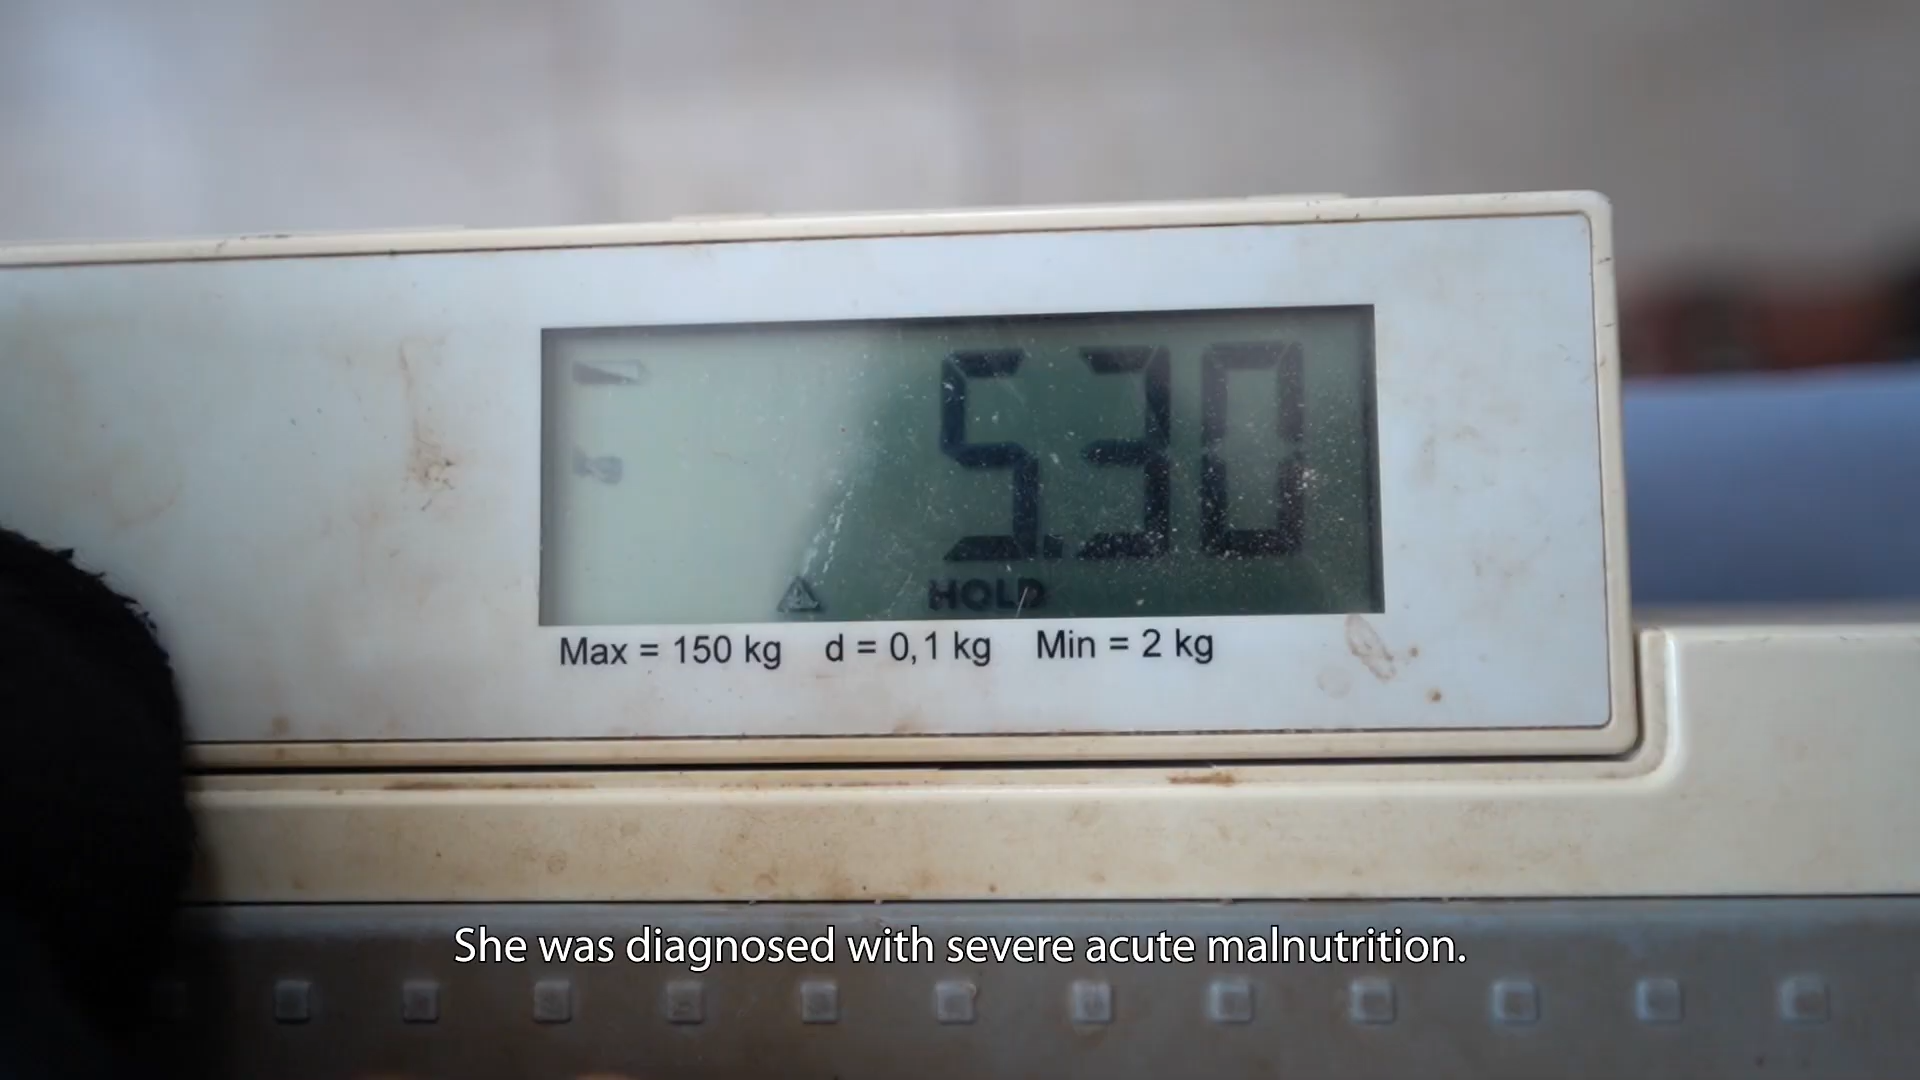 5.30
HOLD
Max = 150 kg d = 0,1 kg Min = 2 kg
She was diagnosed with severe acute malnutrition.